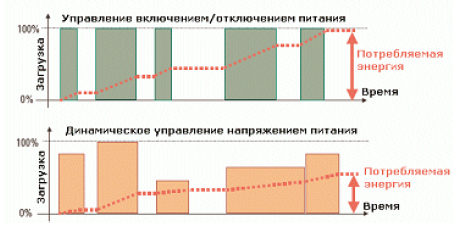 Управление включением/отключением питания
100%
Загрузка
0%
Потребляемая
энергия
Время
Динамическое управление напряжением питания
100%
Загрузка
0%
Потребляемая
энергия
Время